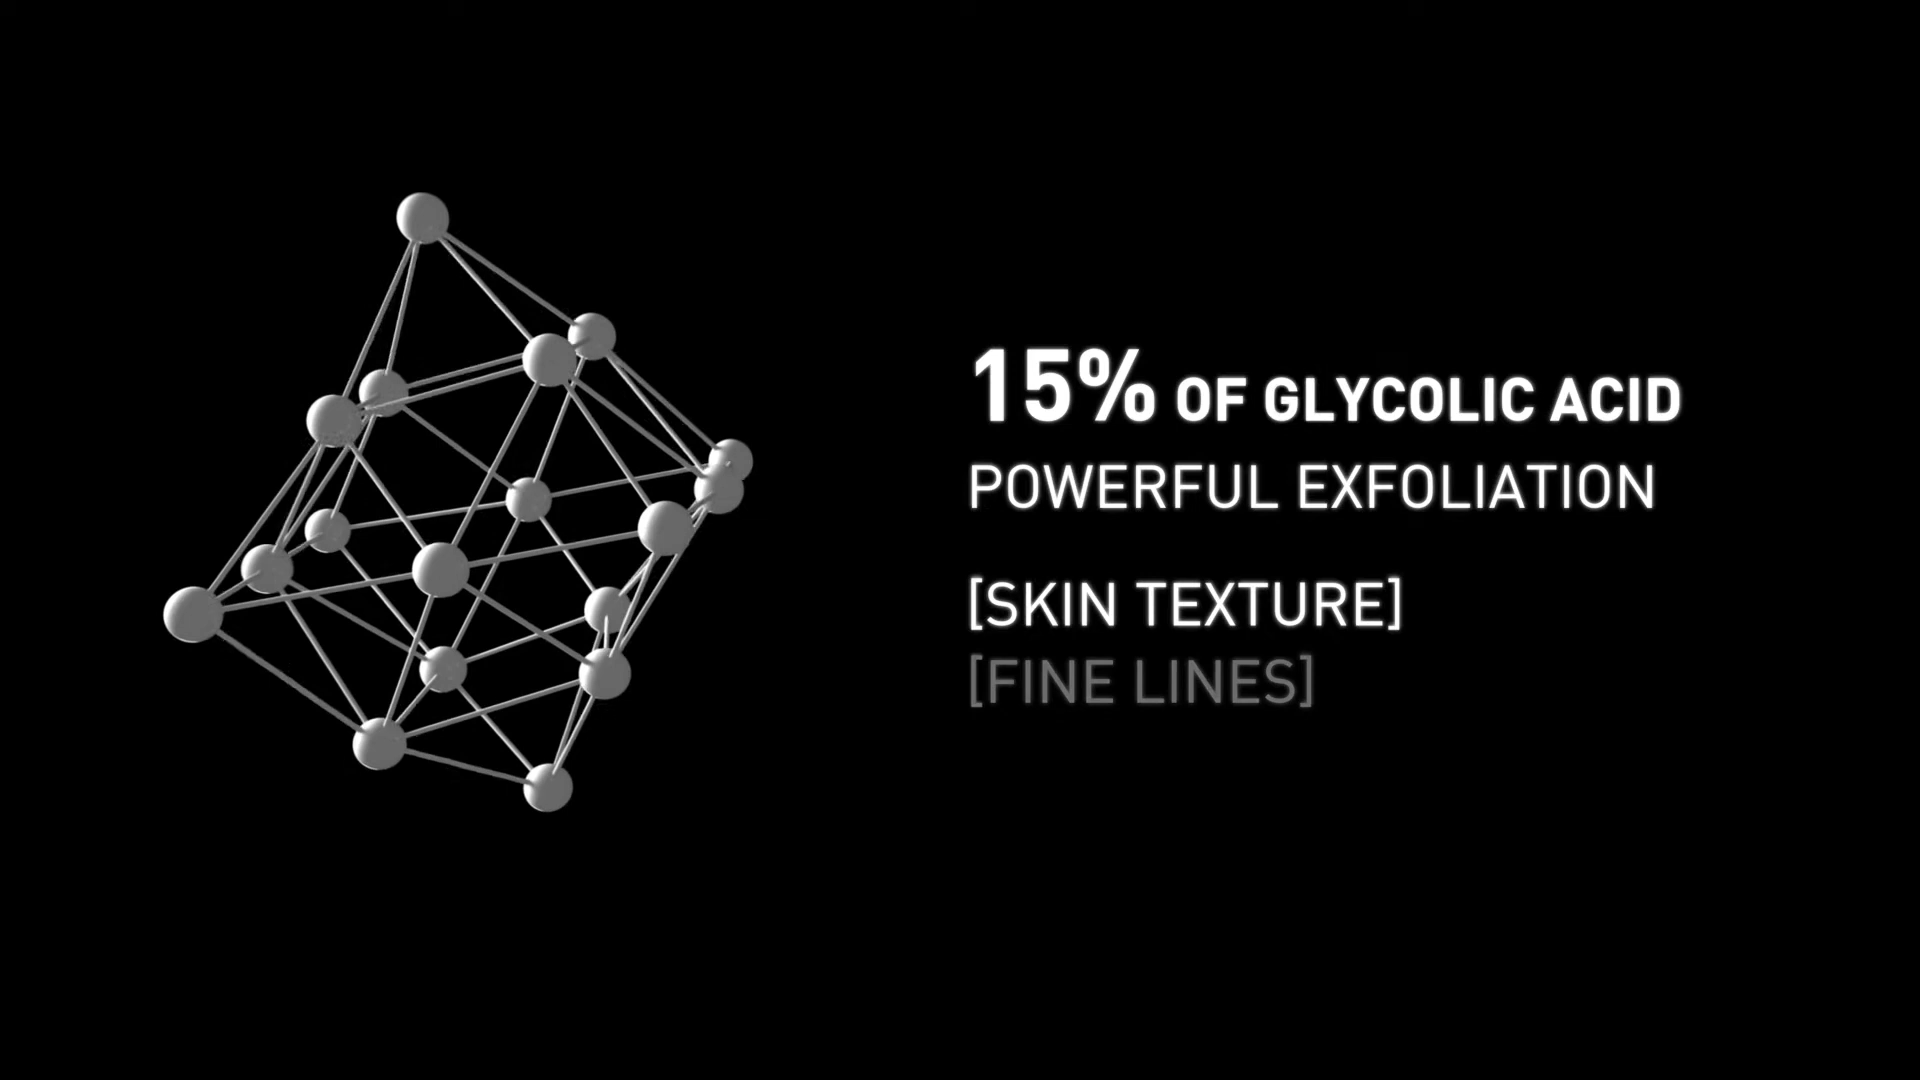 15% OF GLYCOLIC ACID
POWERFUL EXFOLIATION
[SKIN TEXTURE]
[FINE LINES]